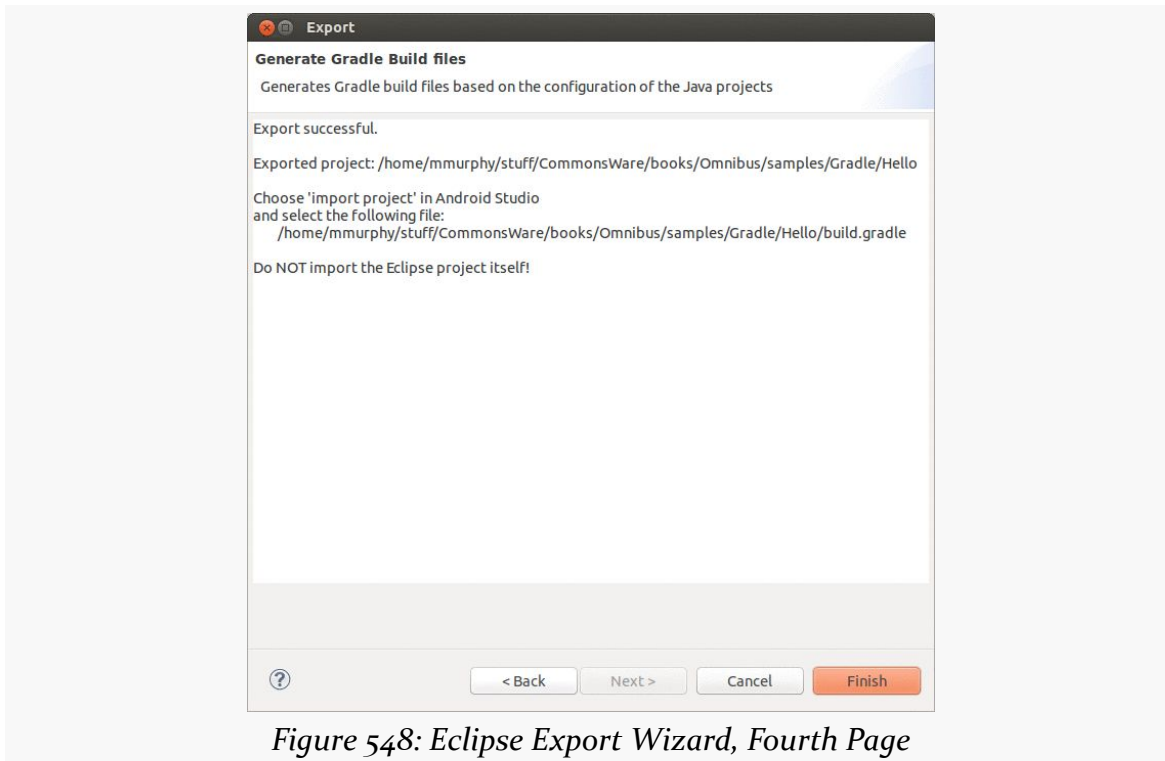 Export
Generate Gradle Build files
Generates Gradle build files based on the configuration of the Java projects
Export successful.
Exported project: /home/mmurphy/stuff/CommonsWare/books/Omnibus/samples/Gradle/Hello
Choose 'import project' in Android Studio
and select the following file:
/home/mmurphy/stuff/CommonsWare/books/Omnibus/samples/Gradle/Hello/build.gradle
Do NOT import the Eclipse project itself!
? < Back Next > Cancel Finish
Figure 548: Eclipse Export Wizard, Fourth Page